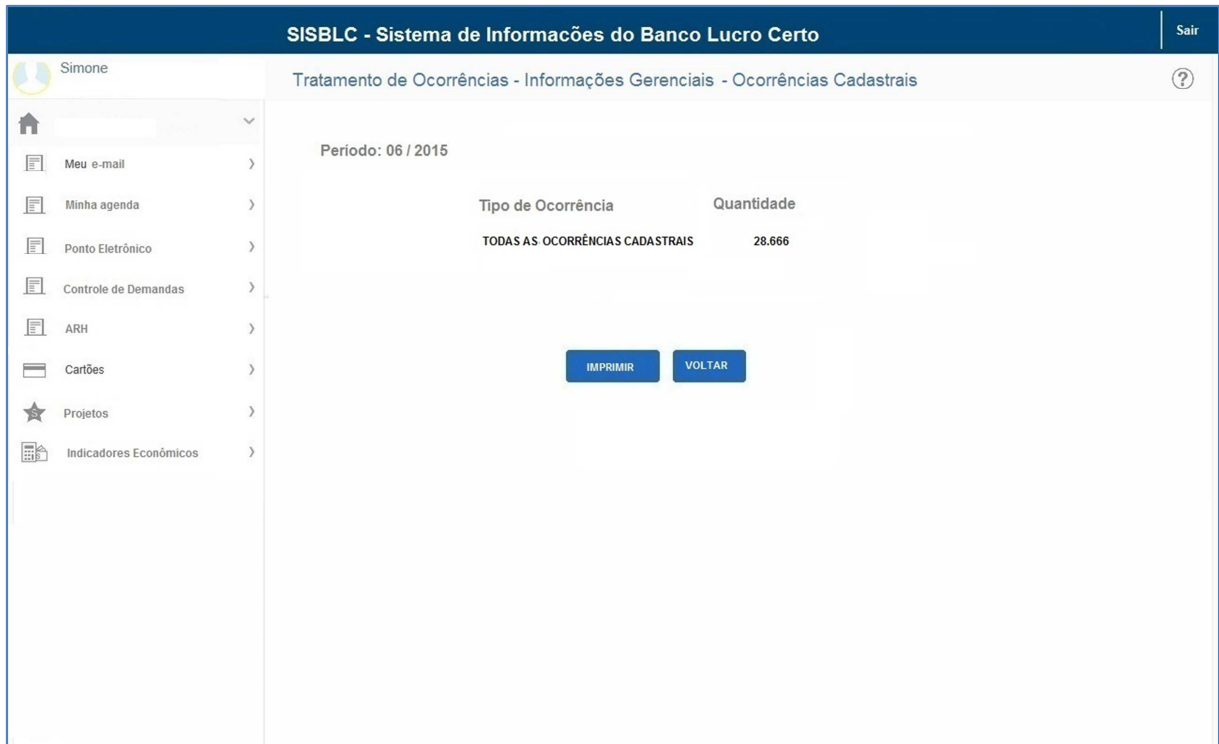 SISBLC - Sistema de Informacões do Banco Lucro Certo
Sair
Simone
Tratamento de Ocorrências - Informações Gerenciais - Ocorrências Cadastrais
?
Meu e-mail
Minha agenda
Ponto Eletrônico
Controle de Demandas
ARH
Cartões
Projetos
Indicadores Econômicos
Período: 06 / 2015
Tipo de Ocorrência Quantidade
TODAS AS OCORRÊNCIAS CADASTRAIS 28.666
IMPRIMIR VOLTAR